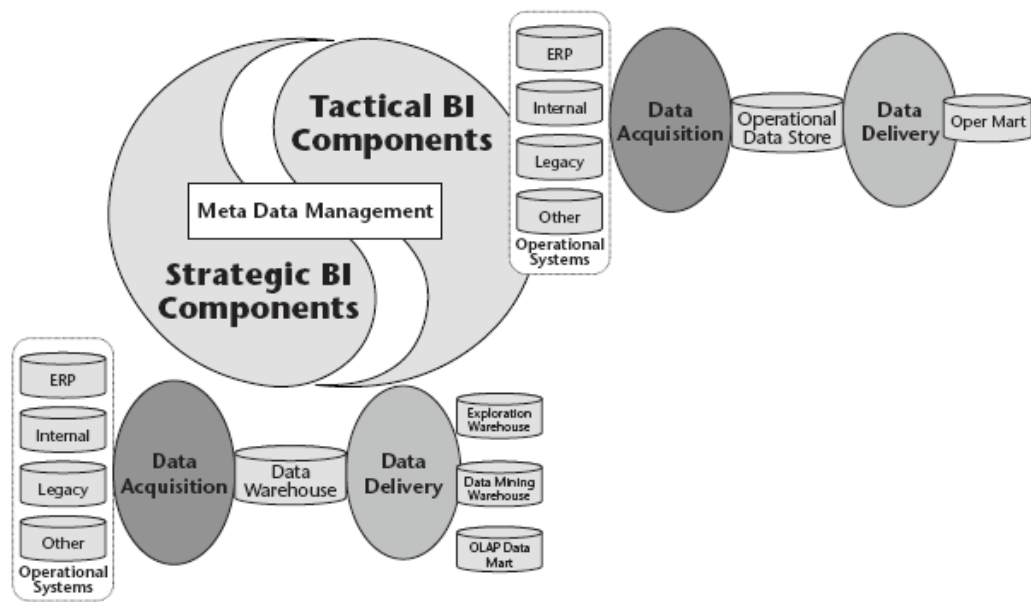 Tactical BI
Components
Meta Data Management
Strategic BI
Components
ERP
Internal
Legacy
Other
Operational
Systems
Data
Acquisition
Operational
Data Store
Data
Delivery
Oper Mart
ERP
Internal
Legacy
Other
Operational
Systems
Data
Acquisition
Data
Warehouse
Data
Delivery
Exploration
Warehouse
Data Mining
Warehouse
OLAP Data
Mart